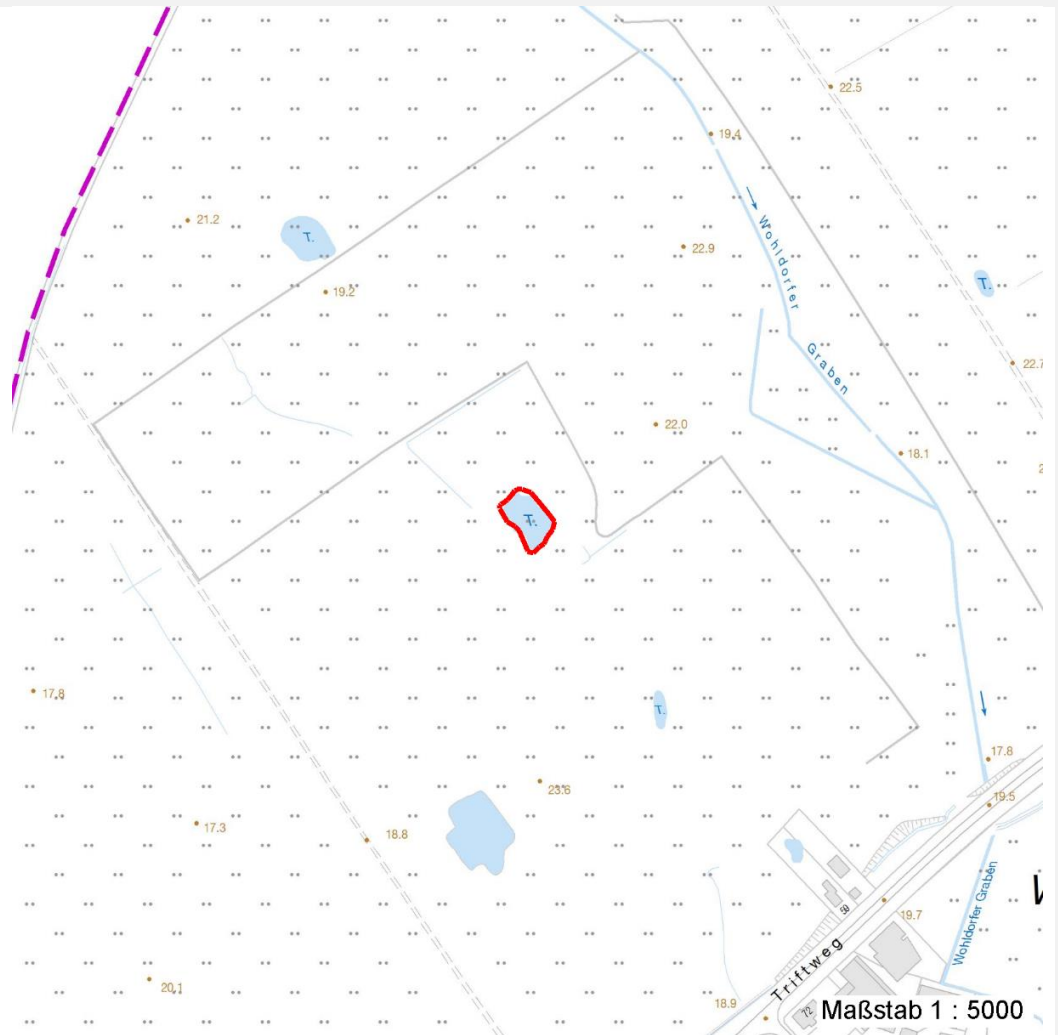 22.5
19.4
21.2
T.
Wohldorfer Graben
22.9
T.
19.2
22.7
22.0
18.1
T.
17.8
T.
17.8
23.6
19.5
17.3
18.8
59
19.7
Wohldorfer Graben
Triftweg
20.1
18.9
72
Maßstab 1 : 5000